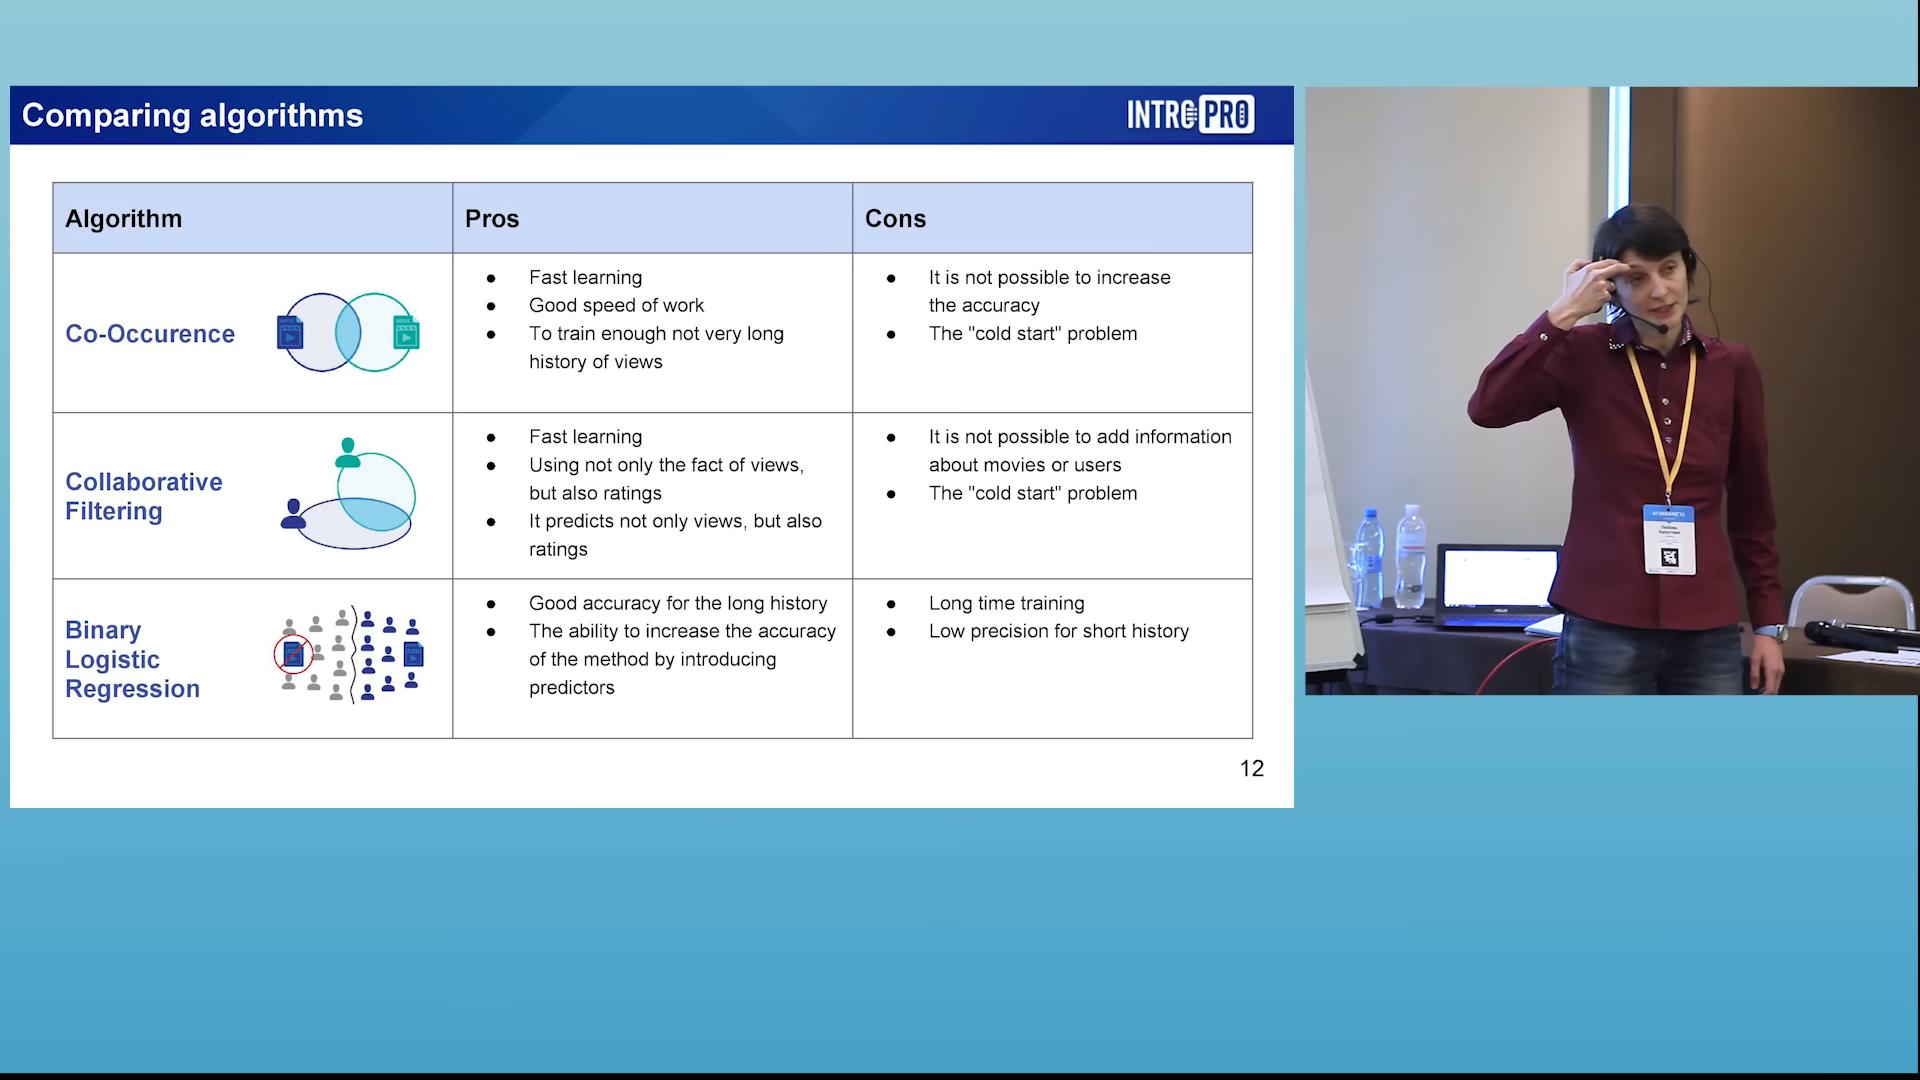 Comparing algorithms
INTROPRO
Algorithm
Pros
Cons
Co-Occurence
● Fast learning
● Good speed of work
● To train enough not very long
history of views
● It is not possible to increase
the accuracy
● The "cold start" problem
Collaborative
Filtering
● Fast learning
● Using not only the fact of views,
but also ratings
● It predicts not only views, but also
ratings
● It is not possible to add information
about movies or users
● The "cold start" problem
Binary
Logistic
Regression
● Good accuracy for the long history
● The ability to increase the accuracy
of the method by introducing
predictors
● Long time training
● Low precision for short history
12